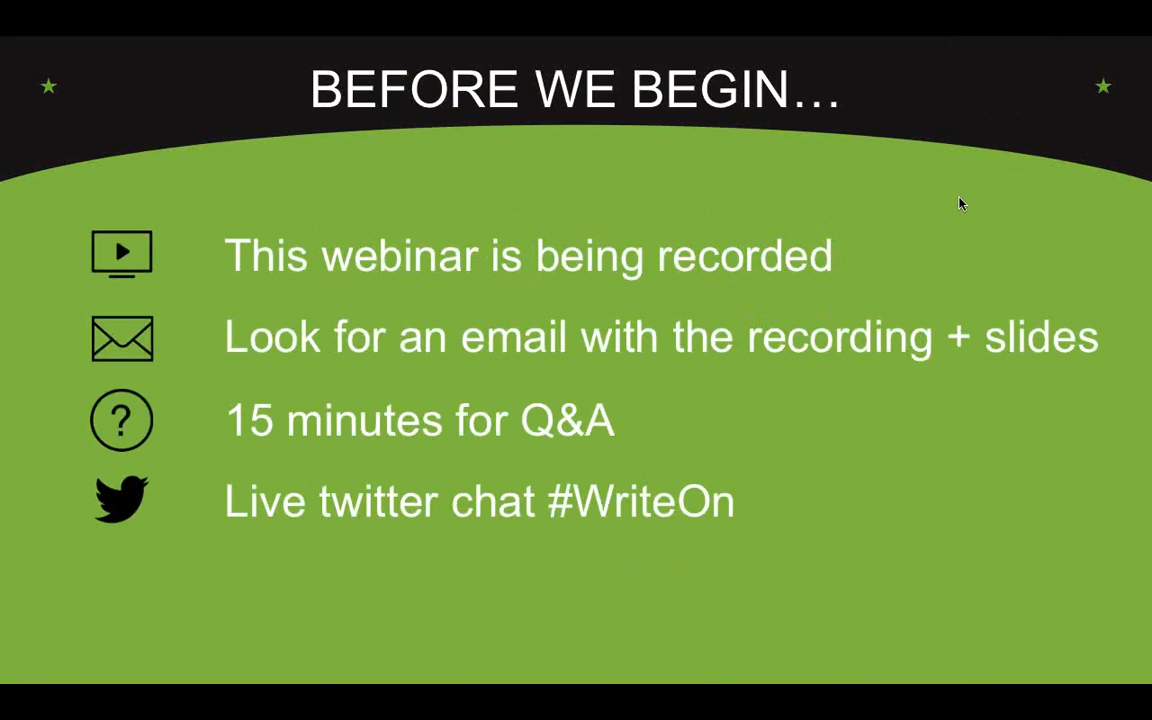 BEFORE WE BEGIN...
This webinar is being recorded
Look for an email with the recording + slides
? 15 minutes for Q&A
Live twitter chat #WriteOn